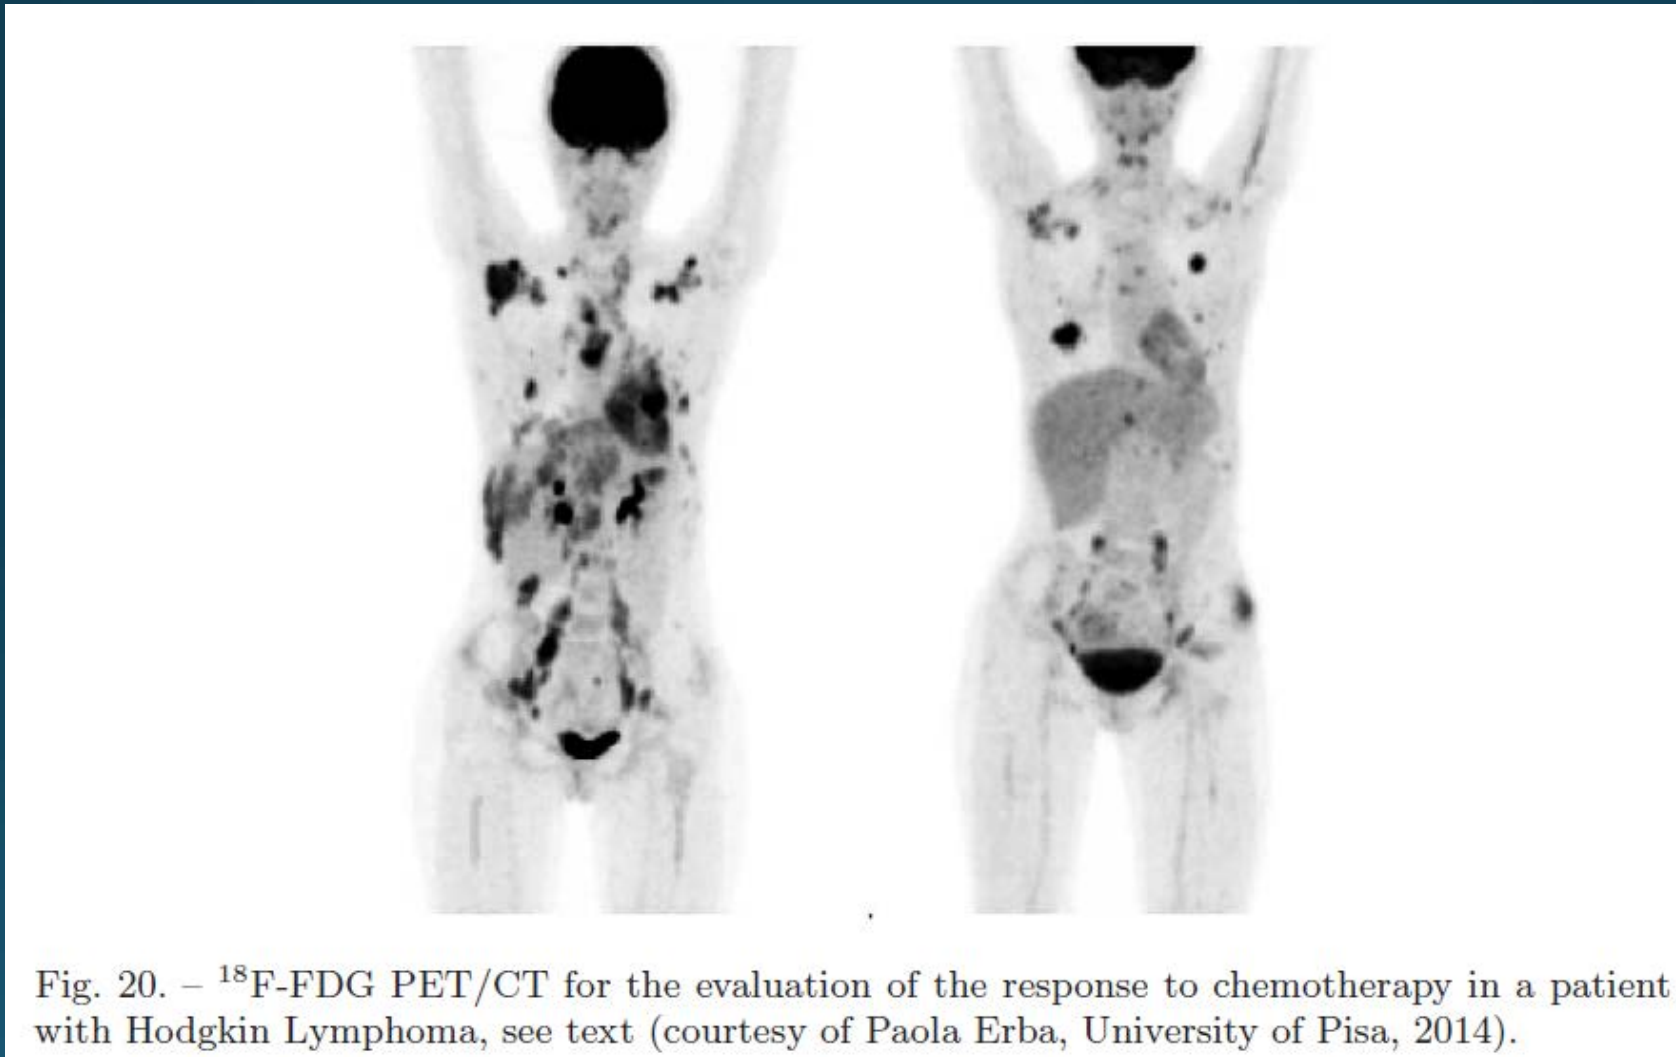 Fig. 20. – ¹⁸F-FDG PET/CT for the evaluation of the response to chemotherapy in a patient
with Hodgkin Lymphoma, see text (courtesy of Paola Erba, University of Pisa, 2014).